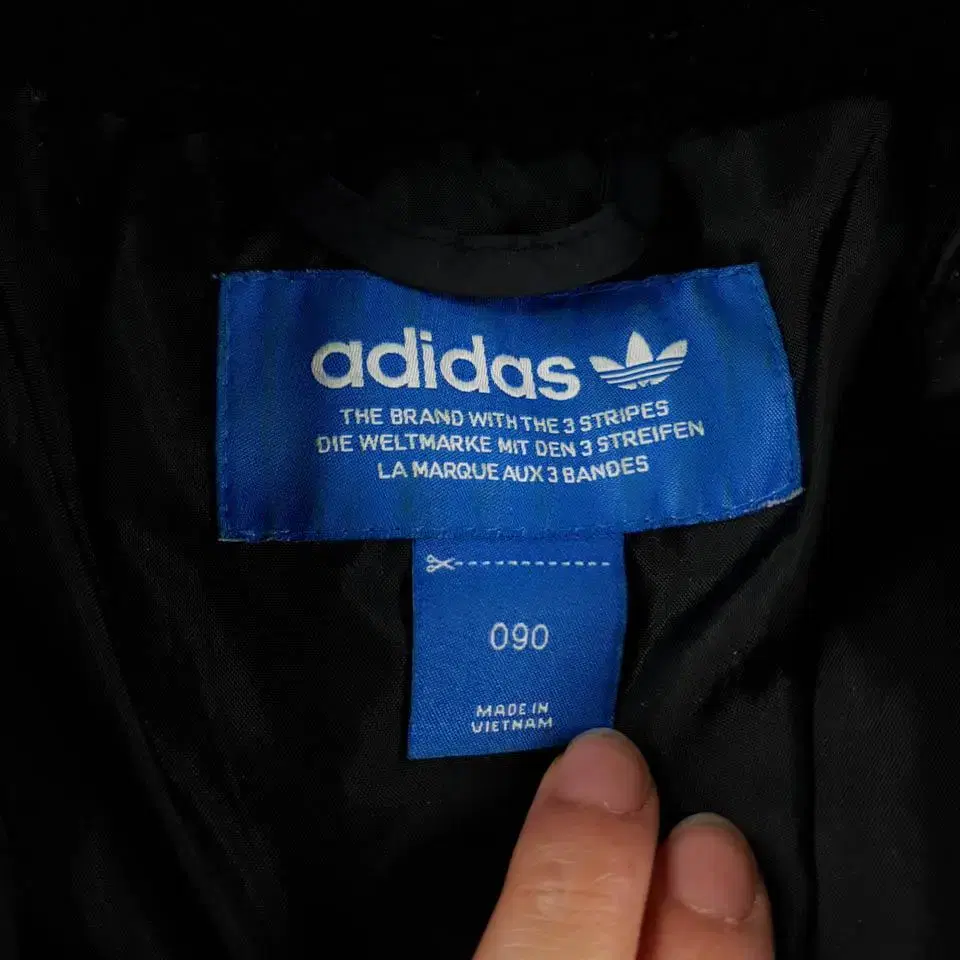 adidas
THE BRAND WITH THE 3 STRIPES
DIE WELTMARKE MIT DEN 3 STREIFEN
LA MARQUE AUX 3 BANDES
090
MADE IN
VIETNAM